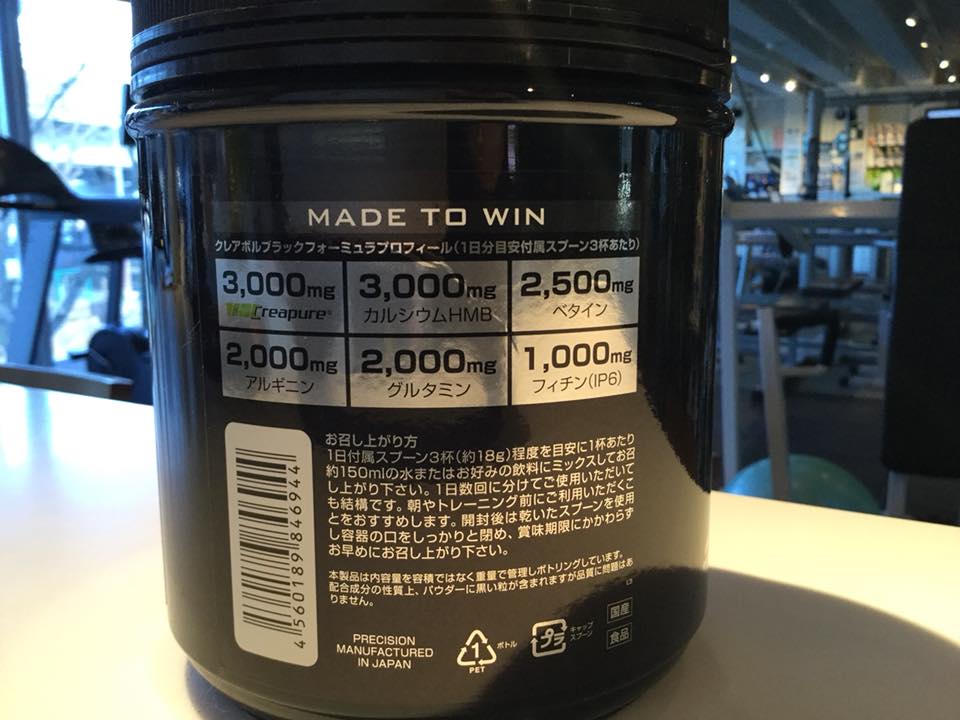 MADE TO WIN
クレアボルブラックフォーミュラプロフィール(1日分目安付属スプーン3杯あたり)
3,000mg 3,000mg 2,500mg
Creapure® カルシウムHMB ベタイン
2,000mg 2,000mg 1,000mg
アルギニン グルタミン フィチン(IP6)
お召し上がり方
1日付属スプーン3杯(約18g)程度を目安に1杯あたり
約150mlの水またはお好みの飲料にミックスしてお召
し上がり下さい。1日数回に分けてご使用いただいて
も結構です。朝やトレーニング前にご利用いただくこ
とをおすすめします。開封後は乾いたスプーンを使用
し容器の口をしっかりと閉め、賞味期限にかかわらず
お早めにお召し上がり下さい。
本製品は内容量を容積ではなく重量で管理しボトリングしています。
配合成分の性質上、パウダーに黒い粒が含まれますが品質に問題はあ
りません。
4 560189 846944
PRECISION
MANUFACTURED
IN JAPAN
1
PET
ボトル
プラ
キャップ
スプーン
国産
食品